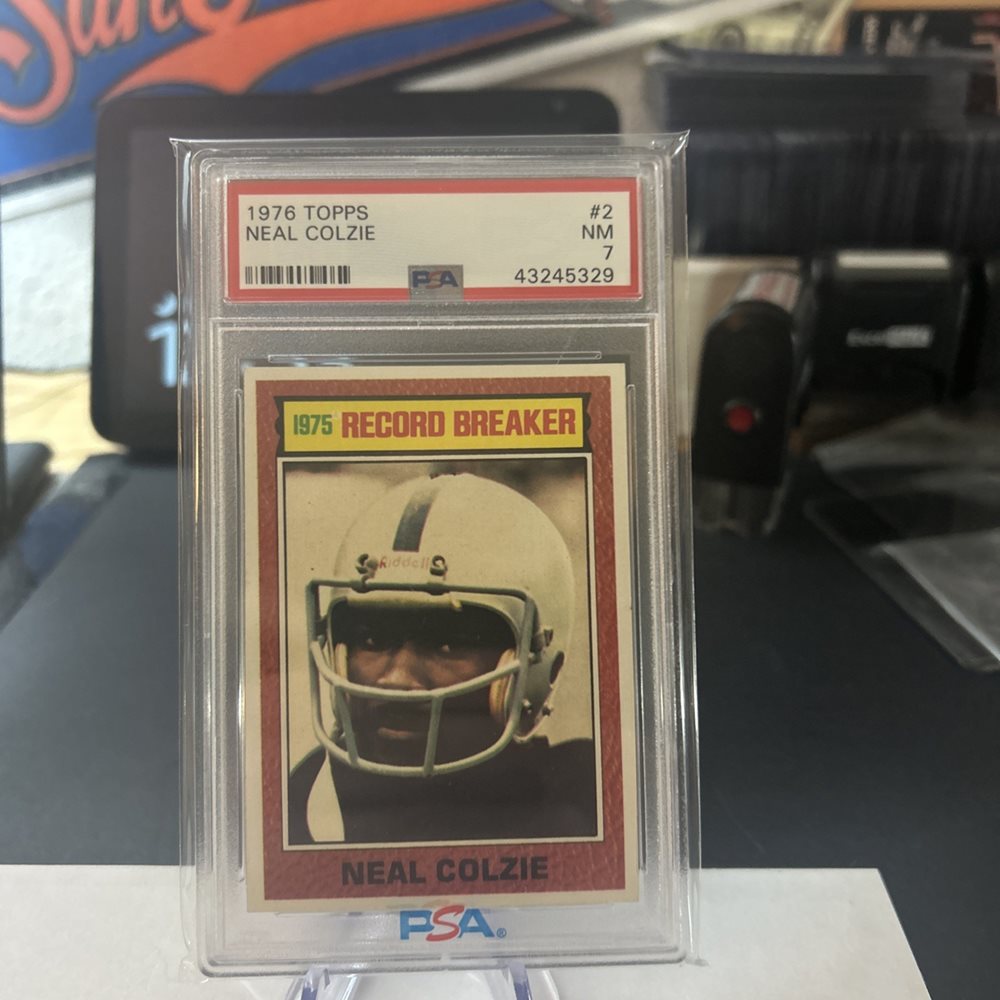 1976 TOPPS #2
NEAL COLZIE NM
7
PSA 43245329
1975 RECORD BREAKER
Riddell
NEAL COLZIE
PSA®